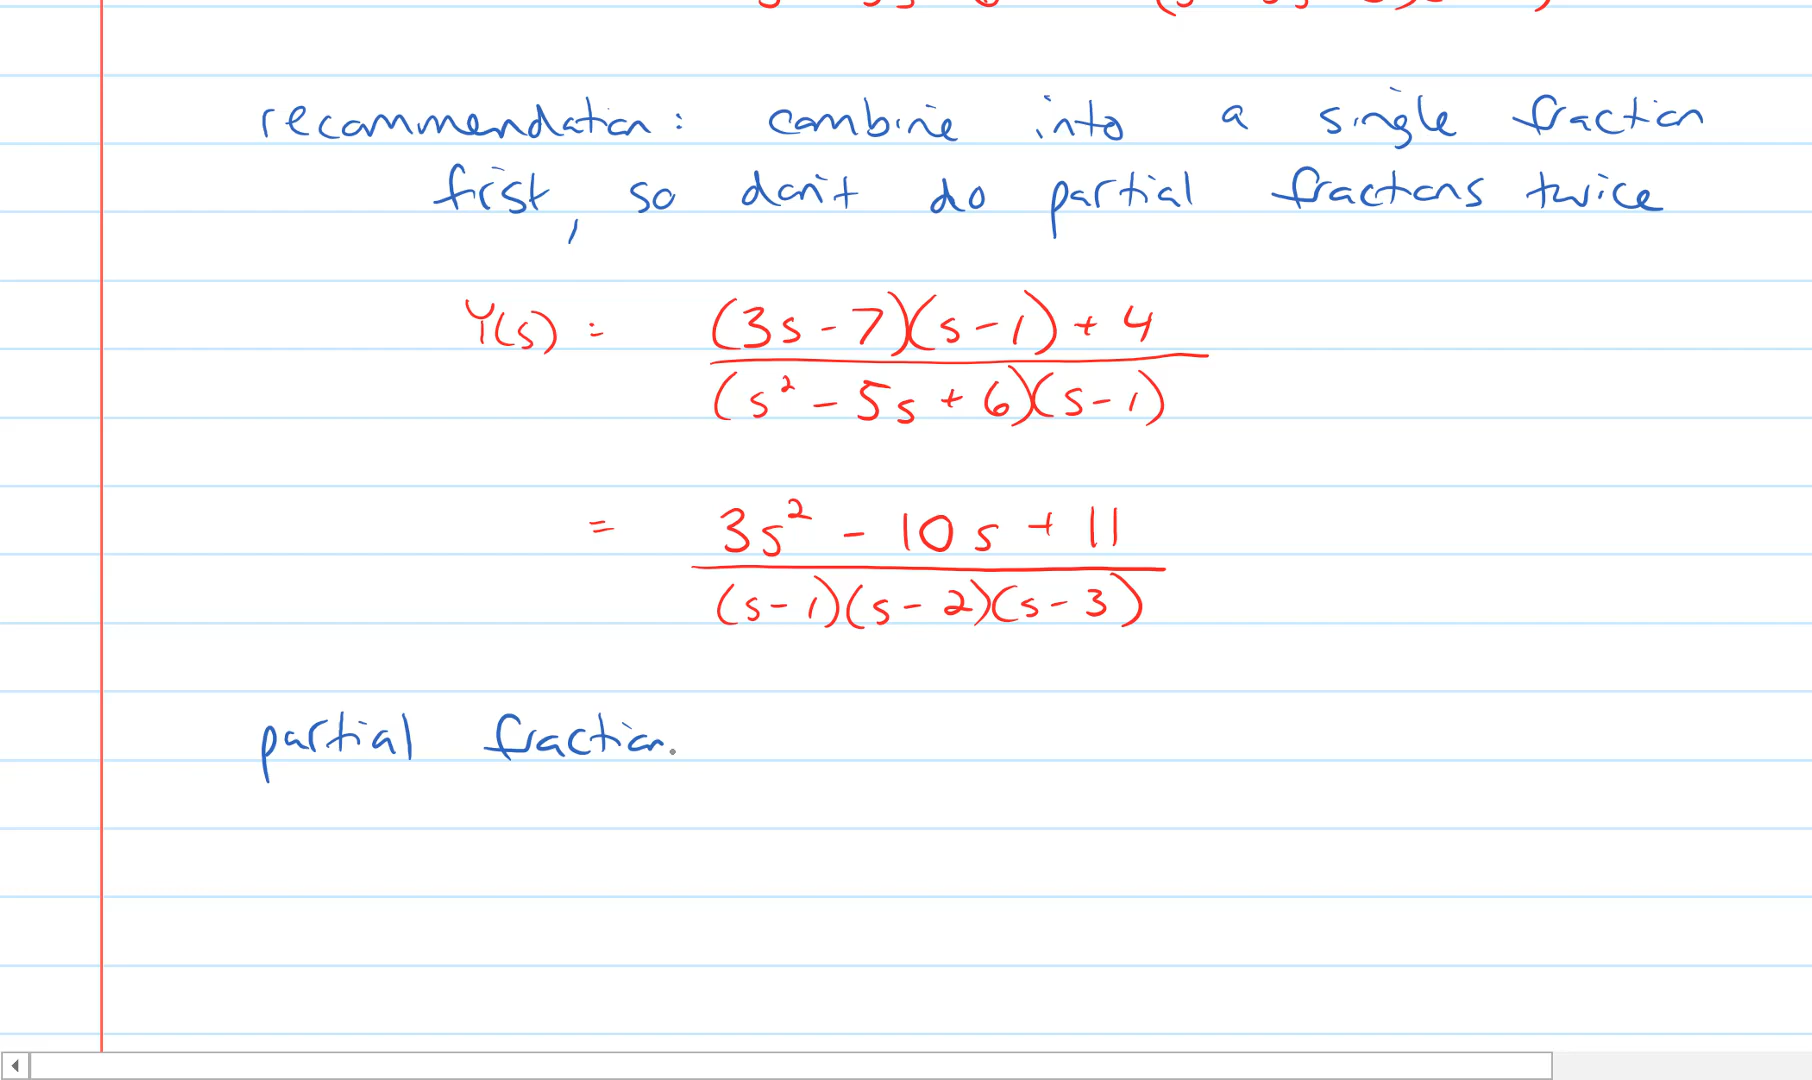 recommendation: combine into a single fraction
first, so don't do partial fractions twice
Y(s) = (3s - 7)(s - 1) + 4
(s² - 5s + 6)(s - 1)
= 3s² - 10s + 11
(s - 1)(s - 2)(s - 3)
partial fraction.